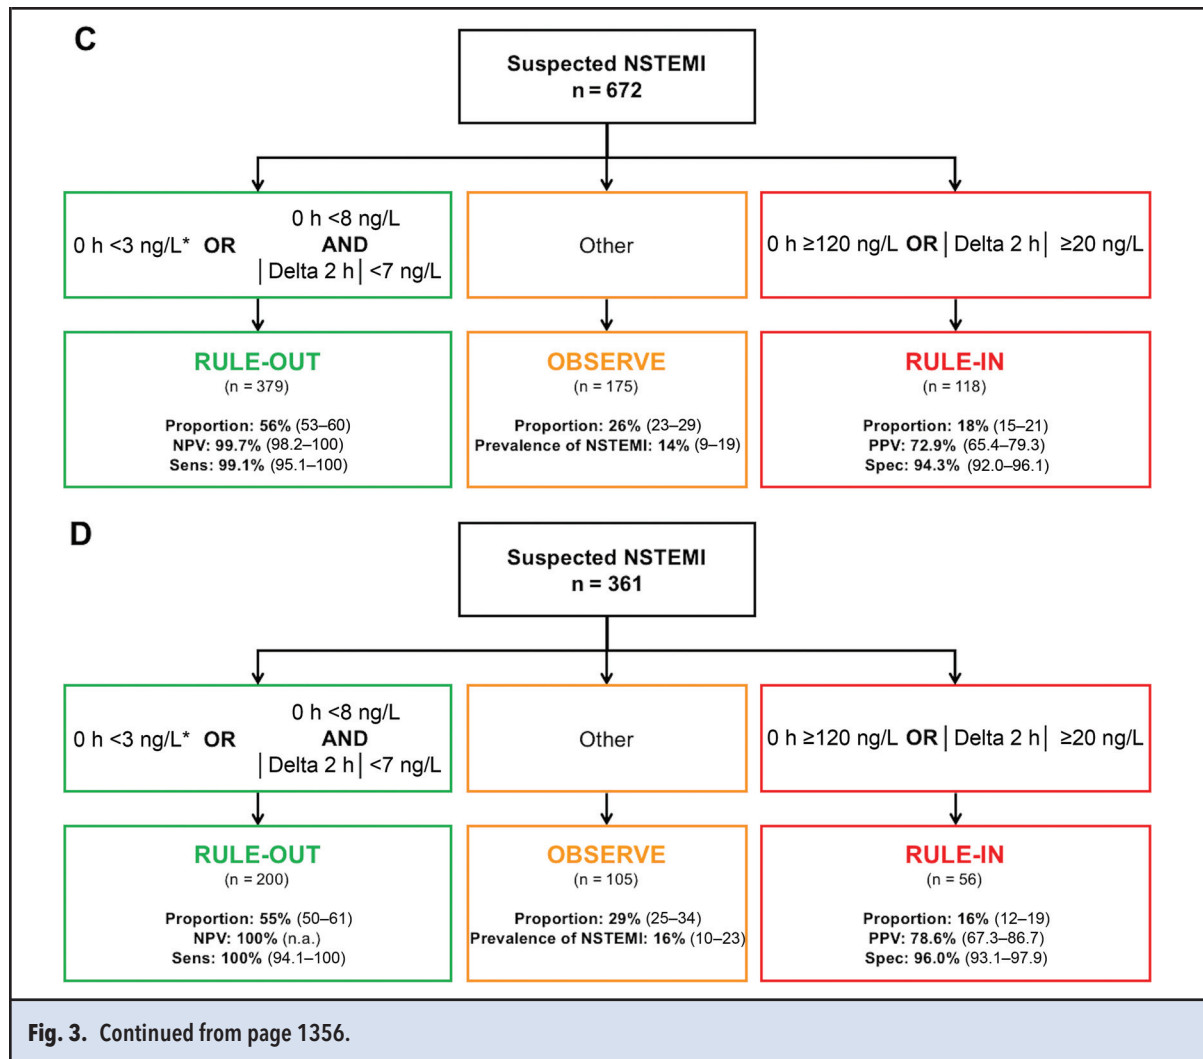 C
Suspected NSTEMI
n = 672
0 h <3 ng/L* OR
0 h <8 ng/L
AND
|Delta 2 h| <7 ng/L
Other
0 h ≥120 ng/L OR |Delta 2 h| ≥20 ng/L
RULE-OUT
(n = 379)
Proportion: 56% (53–60)
NPV: 99.7% (98.2–100)
Sens: 99.1% (95.1–100)
OBSERVE
(n = 175)
Proportion: 26% (23–29)
Prevalence of NSTEMI: 14% (9–19)
RULE-IN
(n = 118)
Proportion: 18% (15–21)
PPV: 72.9% (65.4–79.3)
Spec: 94.3% (92.0–96.1)
D
Suspected NSTEMI
n = 361
0 h <3 ng/L* OR
0 h <8 ng/L
AND
|Delta 2 h| <7 ng/L
Other
0 h ≥120 ng/L OR |Delta 2 h| ≥20 ng/L
RULE-OUT
(n = 200)
Proportion: 55% (50–61)
NPV: 100% (n.a.)
Sens: 100% (94.1–100)
OBSERVE
(n = 105)
Proportion: 29% (25–34)
Prevalence of NSTEMI: 16% (10–23)
RULE-IN
(n = 56)
Proportion: 16% (12–19)
PPV: 78.6% (67.3–86.7)
Spec: 96.0% (93.1–97.9)
Fig. 3. Continued from page 1356.